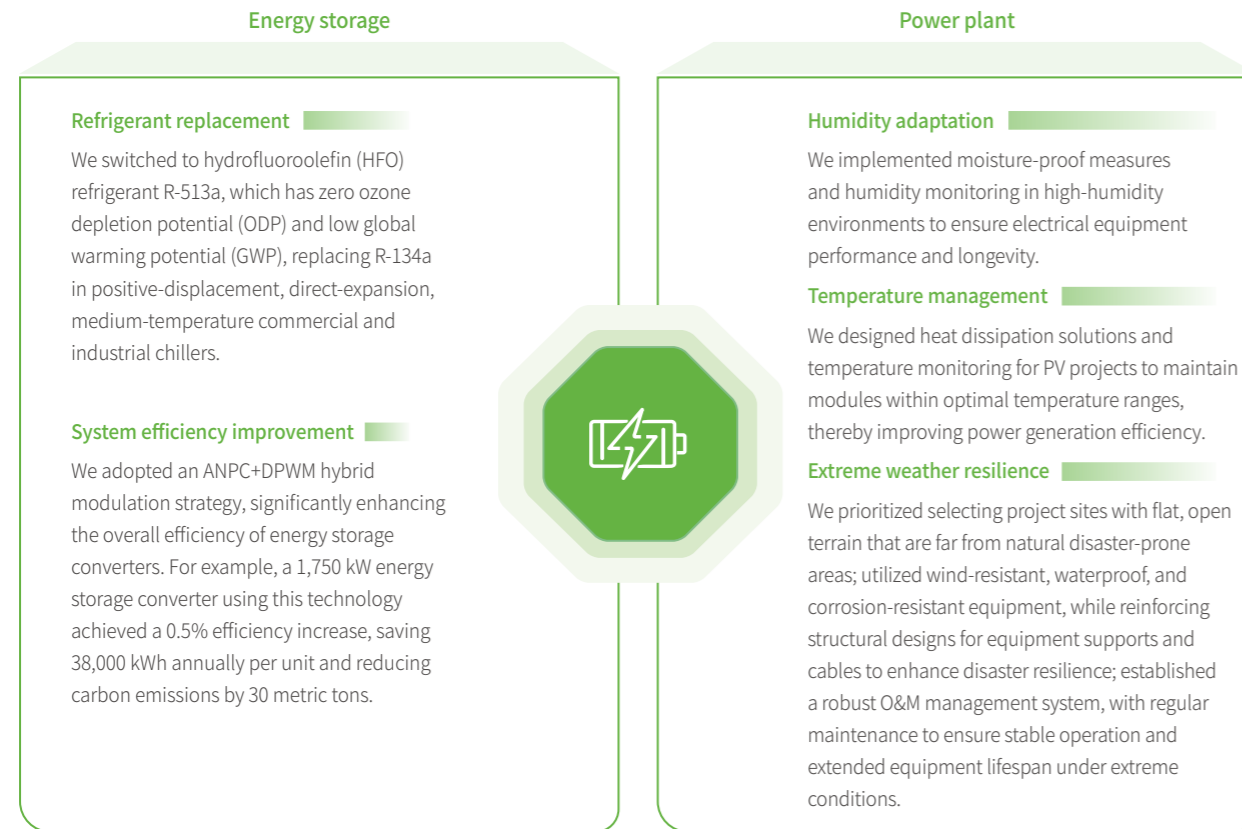 Energy storage
Refrigerant replacement
We switched to hydrofluoroolefin (HFO)
refrigerant R-513a, which has zero ozone
depletion potential (ODP) and low global
warming potential (GWP), replacing R-134a
in positive-displacement, direct-expansion,
medium-temperature commercial and
industrial chillers.
System efficiency improvement
We adopted an ANPC+DPWM hybrid
modulation strategy, significantly enhancing
the overall efficiency of energy storage
converters. For example, a 1,750 kW energy
storage converter using this technology
achieved a 0.5% efficiency increase, saving
38,000 kWh annually per unit and reducing
carbon emissions by 30 metric tons.
Power plant
Humidity adaptation
We implemented moisture-proof measures
and humidity monitoring in high-humidity
environments to ensure electrical equipment
performance and longevity.
Temperature management
We designed heat dissipation solutions and
temperature monitoring for PV projects to maintain
modules within optimal temperature ranges,
thereby improving power generation efficiency.
Extreme weather resilience
We prioritized selecting project sites with flat, open
terrain that are far from natural disaster-prone
areas; utilized wind-resistant, waterproof, and
corrosion-resistant equipment, while reinforcing
structural designs for equipment supports and
cables to enhance disaster resilience; established
a robust O&M management system, with regular
maintenance to ensure stable operation and
extended equipment lifespan under extreme
conditions.